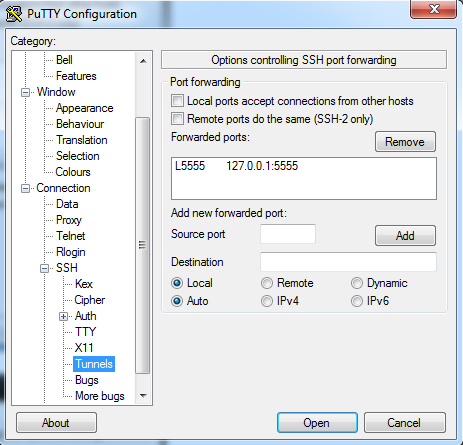 PuTTY Configuration
Category:
Bell
Features
Window
Appearance
Behaviour
Translation
Selection
Colours
Connection
Data
Proxy
Telnet
Rlogin
SSH
Kex
Cipher
Auth
TTY
X11
Tunnels
Bugs
More bugs
Options controlling SSH port forwarding
Port forwarding
Local ports accept connections from other hosts
Remote ports do the same (SSH-2 only)
Forwarded ports:
Remove
L5555 127.0.0.1:5555
Add new forwarded port:
Source port
Add
Destination
Local Remote Dynamic
Auto IPv4 IPv6
About Open Cancel